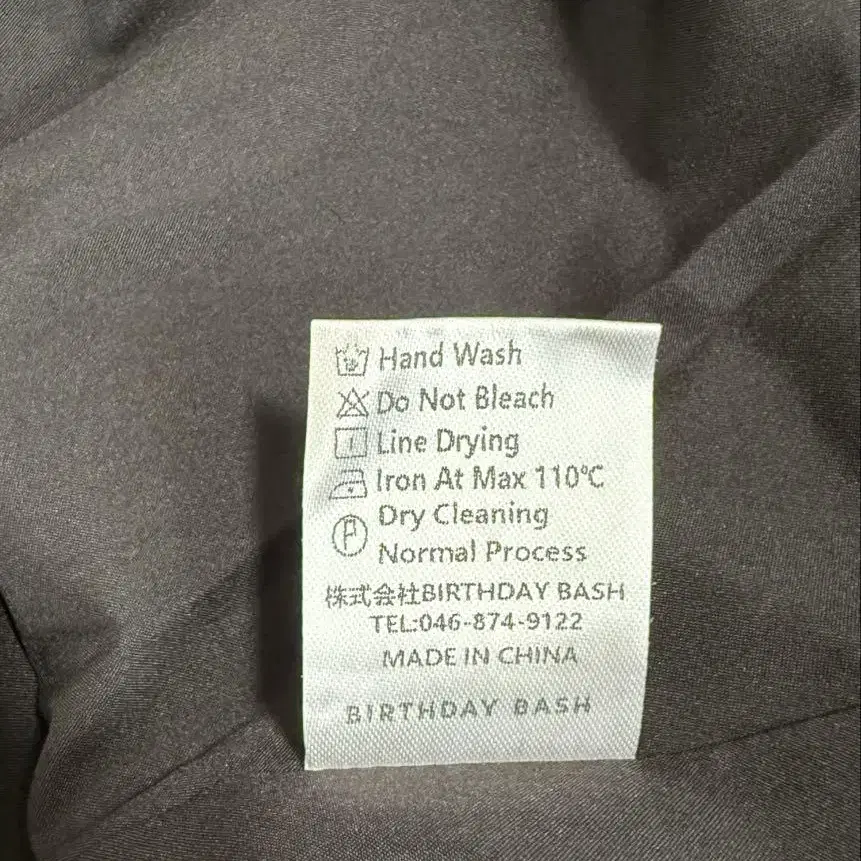 Hand Wash
Do Not Bleach
Line Drying
Iron At Max 110℃
Dry Cleaning
Normal Process
株式会社BIRTHDAY BASH
TEL:046-874-9122
MADE IN CHINA
BIRTHDAY BASH